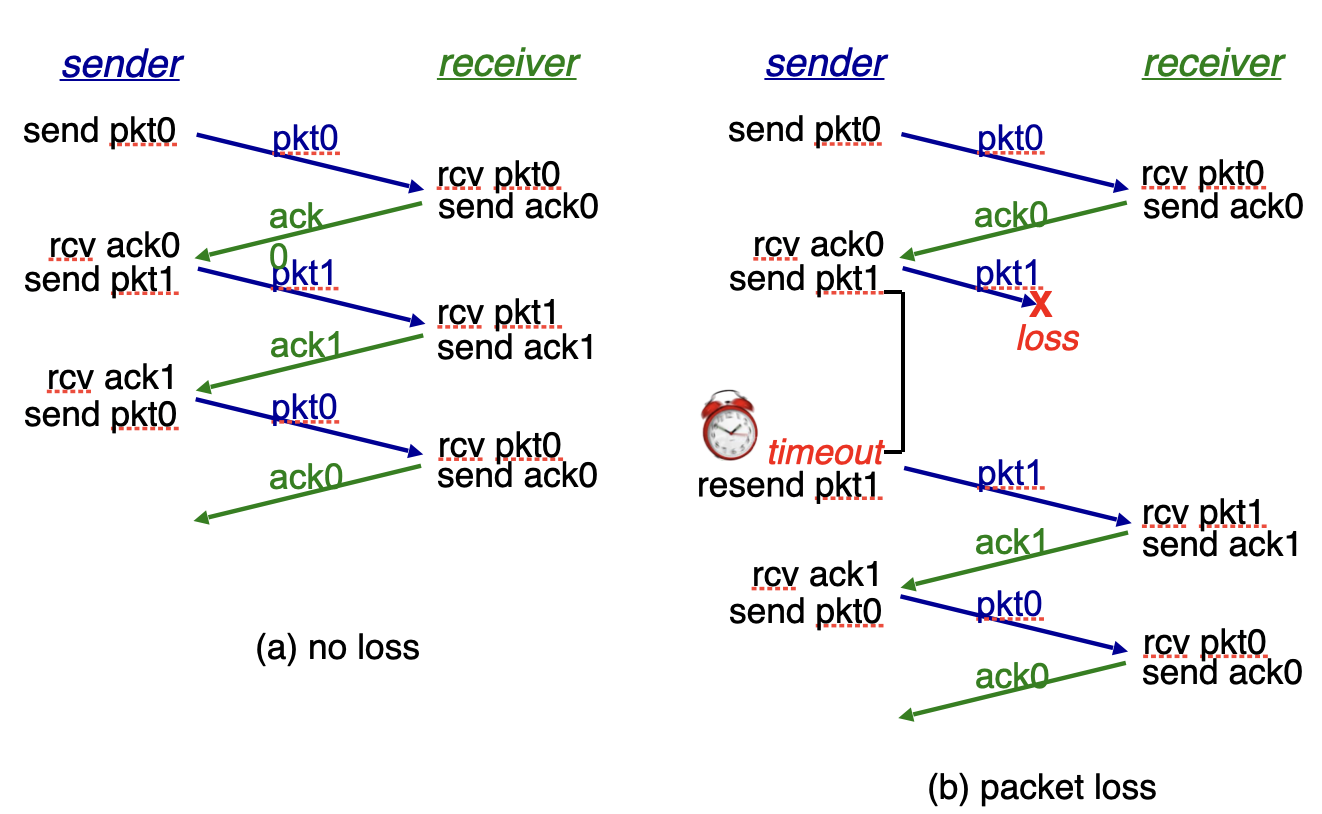 sender
receiver
send pkt0
pkt0
rcv pkt0
send ack0
ack
0
rcv ack0
send pkt1
pkt1
rcv pkt1
send ack1
ack1
rcv ack1
send pkt0
pkt0
rcv pkt0
send ack0
ack0
(a) no loss
sender
receiver
send pkt0
pkt0
rcv pkt0
send ack0
ack0
rcv ack0
send pkt1
pkt1
X
loss
timeout
resend pkt1
pkt1
rcv pkt1
send ack1
ack1
rcv ack1
send pkt0
pkt0
rcv pkt0
send ack0
ack0
(b) packet loss